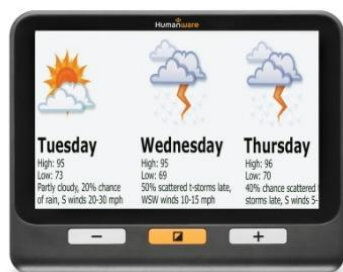 Humanware
Tuesday
High: 95
Low: 73
Partly cloudy, 20% chance
of rain, S winds 20-30 mph
Wednesday
High: 95
Low: 69
50% scattered t-storms late,
WSW winds 10-15 mph
Thursday
High: 96
Low: 70
40% chance scattered t
storms late, S winds 5-